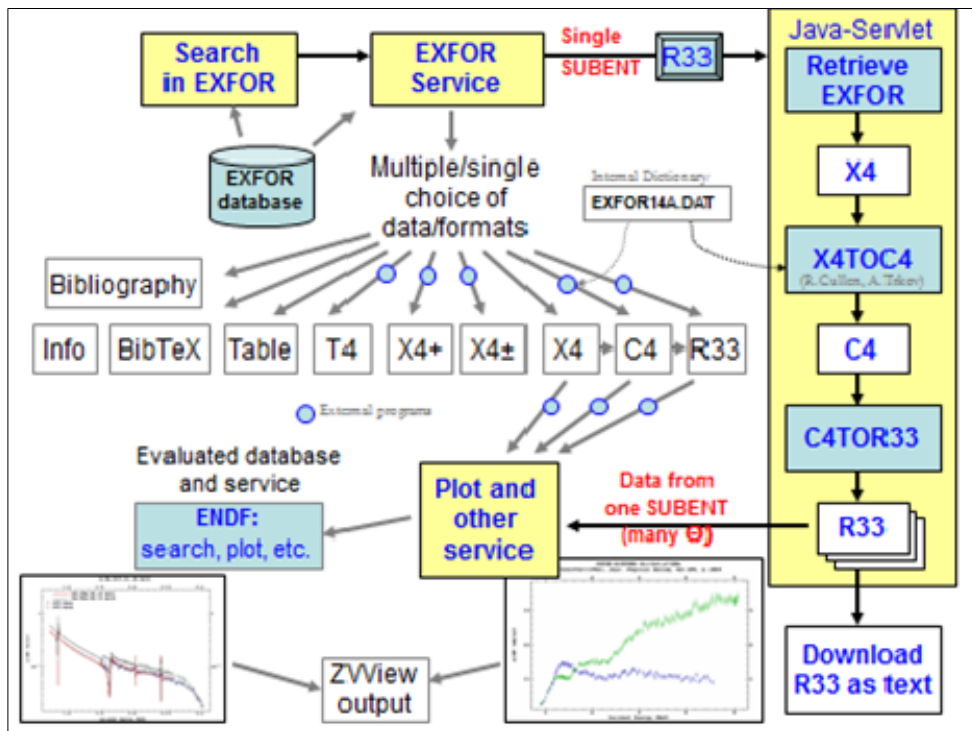 Search
in EXFOR
EXFOR
Service
Single
SUBENT
R33
Java-Servlet
Retrieve
EXFOR
EXFOR
database
Multiple/single
choice of
data/formats
Internal Dictionary
EXFOR14A.DAT
X4
X4TOC4
(R. Cullen, A. Trkov)
Bibliography
Info
BibTeX
Table
T4
X4+
X4±
X4
C4
R33
C4
External programs
C4TOR33
Evaluated database
and service
ENDF:
search, plot, etc.
Plot and
other
service
Data from
one SUBENT
(many Θ)
R33
ZVView
output
Download
R33 as text